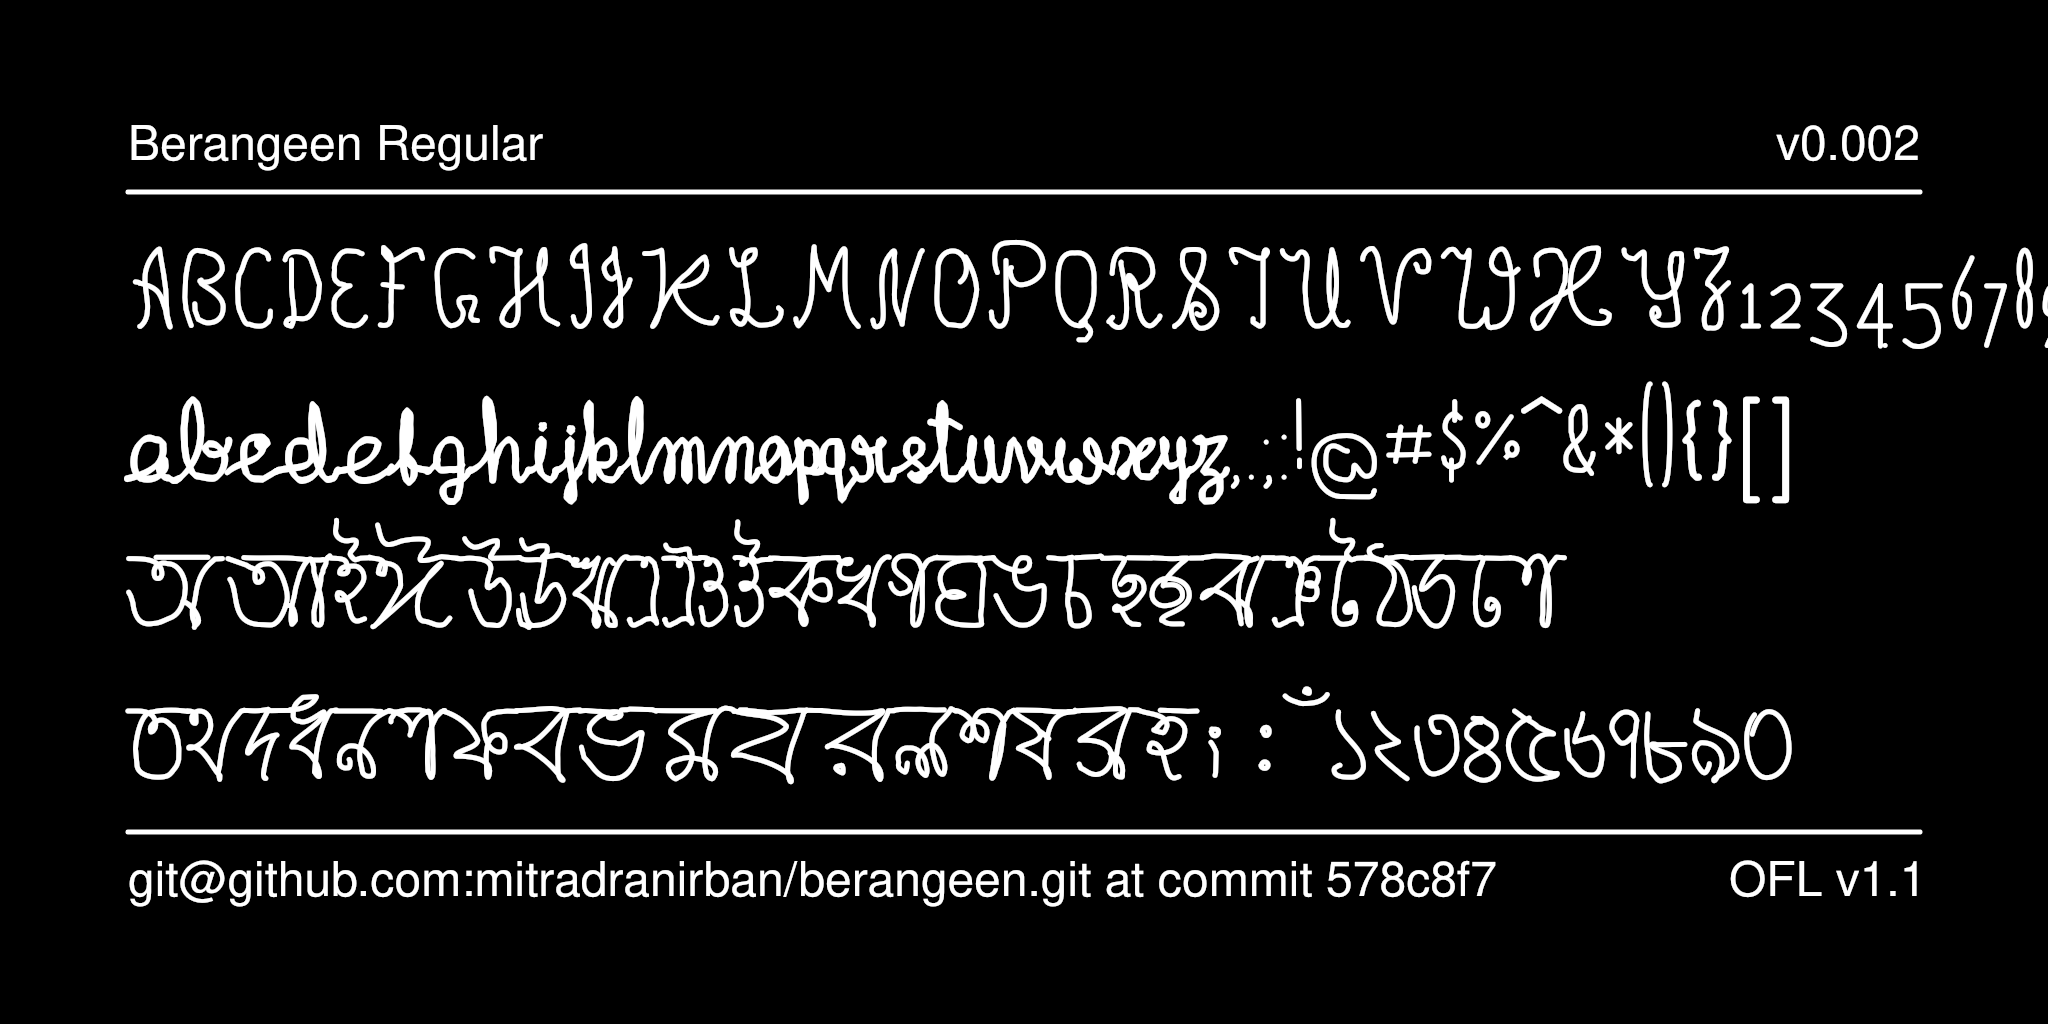 Berangeen Regular v0.002
ABCDEFGHIJKLMNOPQRSTUVWXYZ123456789
abcdefghijklmnopqrstuvwxyz,.;:!@#$%^&*(){}[]
অআইঈউঊঋএঐওঔকখগঘঙচছজঝঞটঠডঢণ
তথদধনপফবভমযরলশষসহংঃঁ১২৩৪৫৬৭৮৯০
git@github.com:mitradranirban/berangeen.git at commit 578c8f7 OFL v1.1